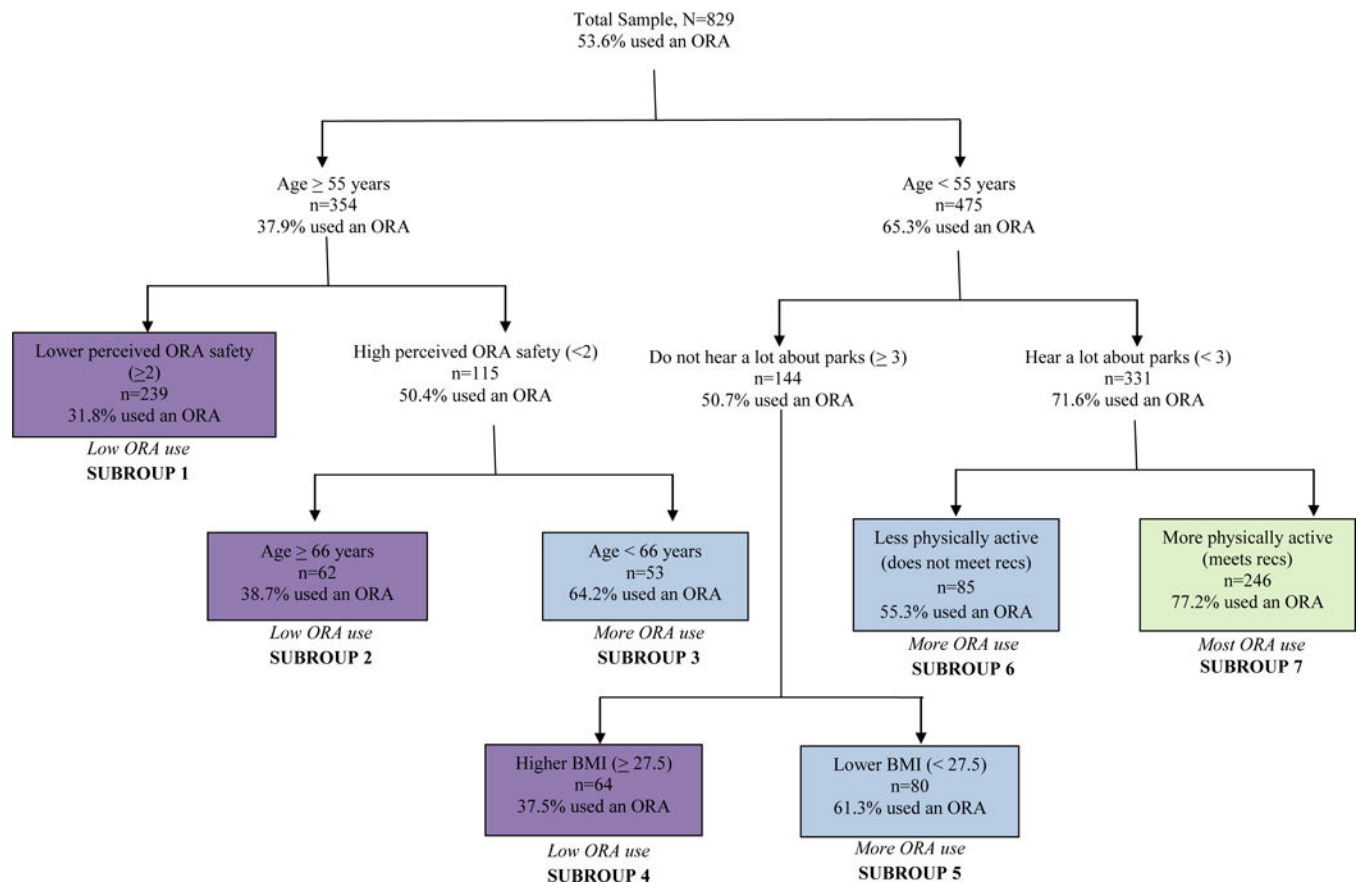 Total Sample, N=829
53.6% used an ORA
Age ≥ 55 years
n=354
37.9% used an ORA
Age < 55 years
n=475
65.3% used an ORA
Lower perceived ORA safety
(≥2)
n=239
31.8% used an ORA
Low ORA use
SUBROUP 1
High perceived ORA safety (<2)
n=115
50.4% used an ORA
Do not hear a lot about parks (≥ 3)
n=144
50.7% used an ORA
Hear a lot about parks (< 3)
n=331
71.6% used an ORA
Age ≥ 66 years
n=62
38.7% used an ORA
Low ORA use
SUBROUP 2
Age < 66 years
n=53
64.2% used an ORA
More ORA use
SUBROUP 3
Less physically active
(does not meet recs)
n=85
55.3% used an ORA
More ORA use
SUBROUP 6
More physically active
(meets recs)
n=246
77.2% used an ORA
Most ORA use
SUBROUP 7
Higher BMI (≥ 27.5)
n=64
37.5% used an ORA
Low ORA use
SUBROUP 4
Lower BMI (< 27.5)
n=80
61.3% used an ORA
More ORA use
SUBROUP 5